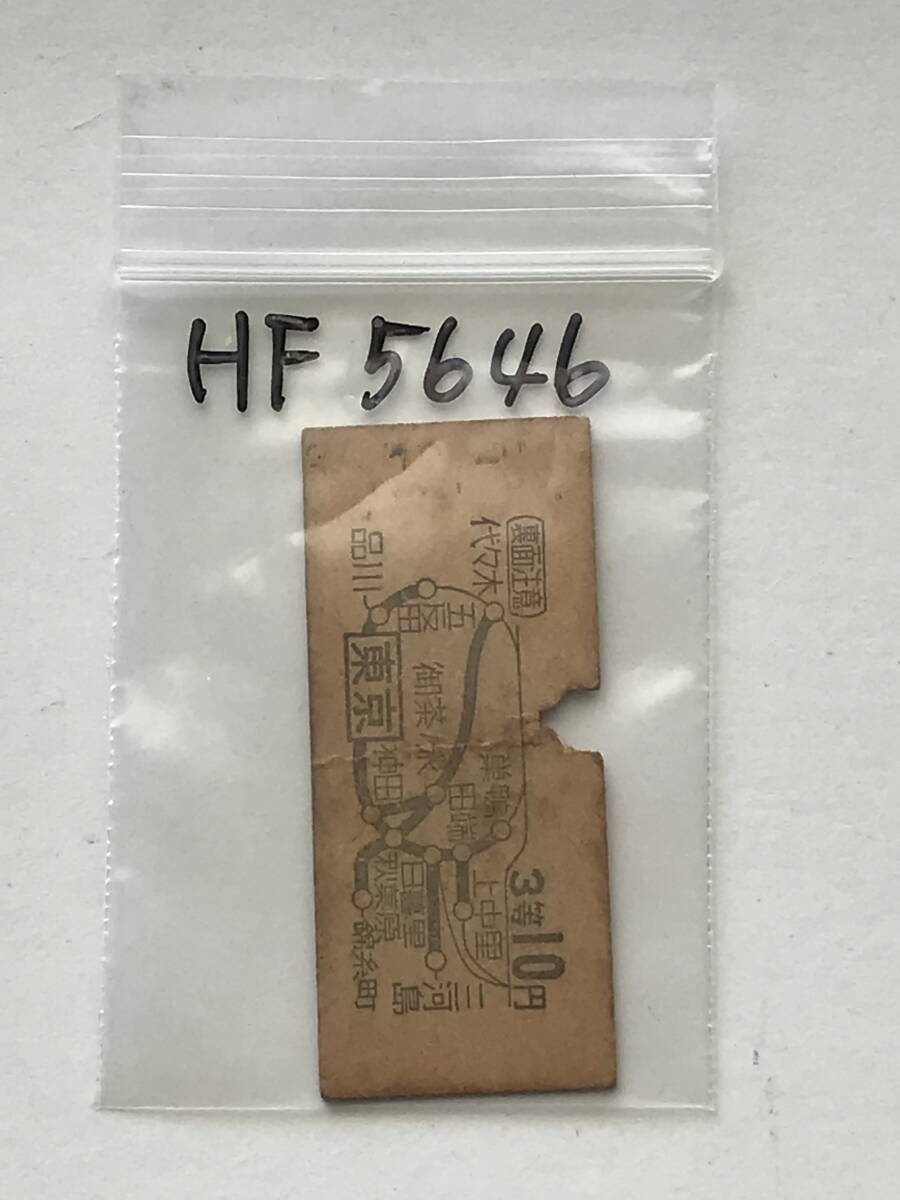 HF 5646
裏面注意
代々木
品川
五反田
東京
御茶ノ水
神田
巣鴨
田端
秋葉原
日暮里
上中里
錦糸町
三河島
3等10円